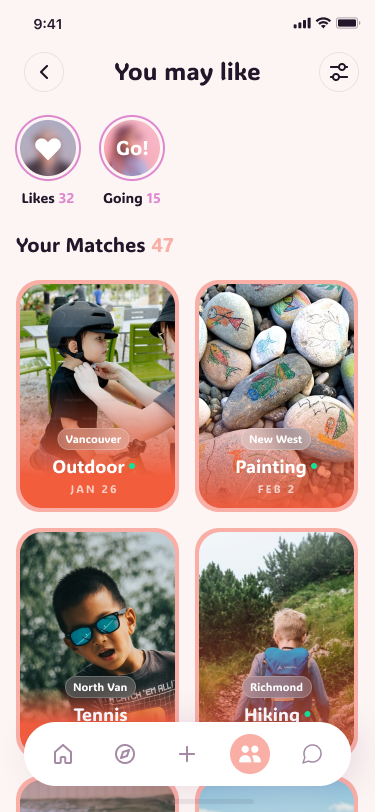 9:41
You may like
Go!
Likes 32
Going 15
Your Matches 47
Vancouver
Outdoor
JAN 26
New West
Painting
FEB 2
North Van
Tennis
Richmond
Hiking